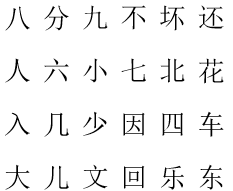 八 分 九 不 坏 还
人 六 小 七 北 花
入 几 少 因 四 车
大 儿 文 回 乐 东